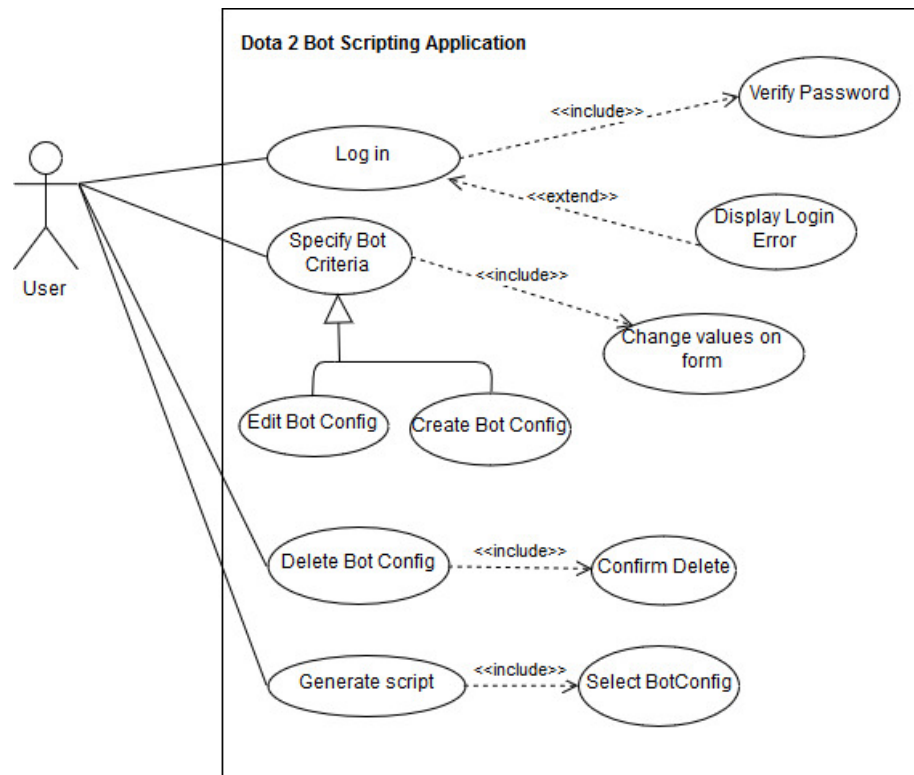 Dota 2 Bot Scripting Application
Verify Password
<<include>>
Log in
<<extend>>
Display Login
Error
Specify Bot
Criteria
<<include>>
User
Change values on
form
Edit Bot Config
Create Bot Config
Delete Bot Config
<<include>>
Confirm Delete
Generate script
<<include>>
Select BotConfig